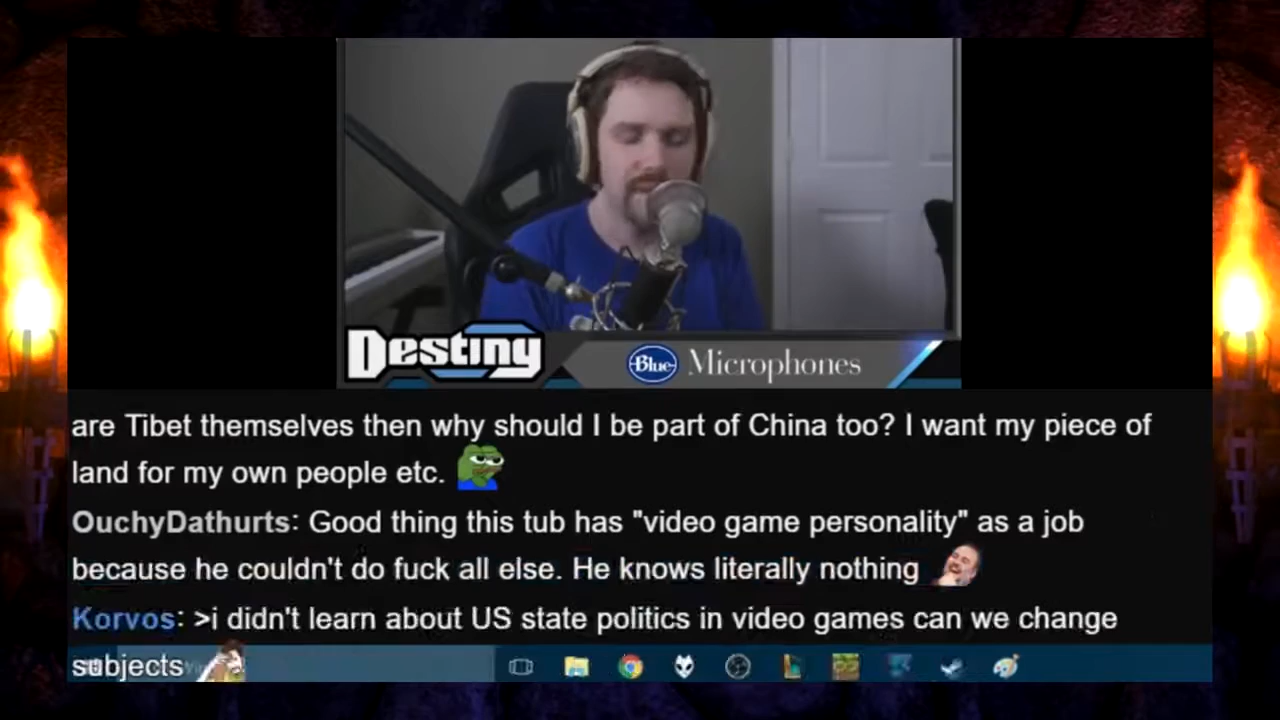 Destiny
Blue Microphones
are Tibet themselves then why should I be part of China too? I want my piece of
land for my own people etc.
OuchyDathurts: Good thing this tub has "video game personality" as a job
because he couldn't do fuck all else. He knows literally nothing
Korvos: >i didn't learn about US state politics in video games can we change
subjects